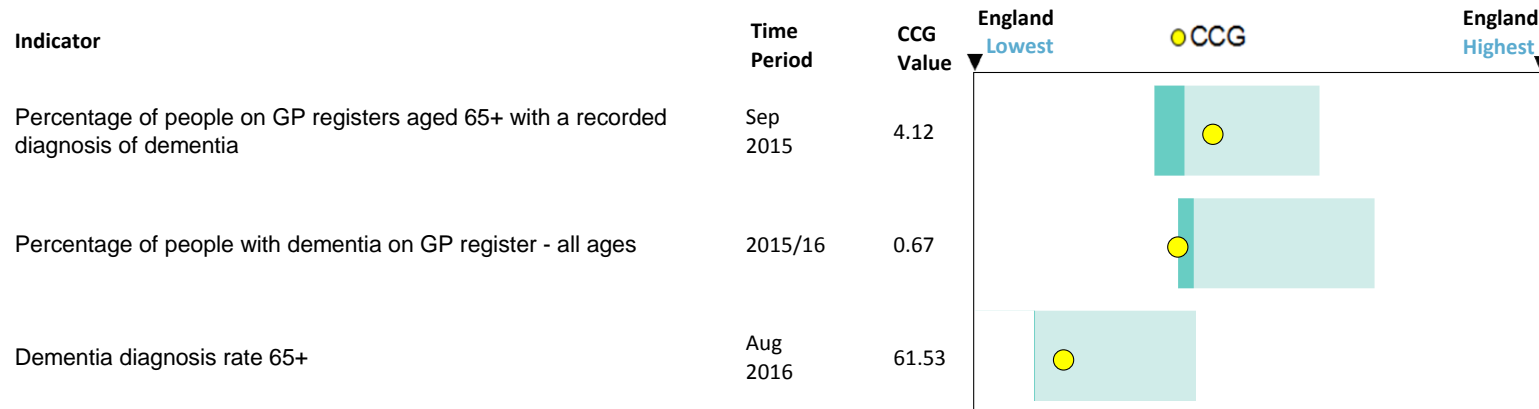 Indicator
Time Period
CCG Value
England Lowest
CCG
England Highest
Percentage of people on GP registers aged 65+ with a recorded
diagnosis of dementia
Sep
2015
4.12
Percentage of people with dementia on GP register - all ages
2015/16
0.67
Dementia diagnosis rate 65+
Aug
2016
61.53